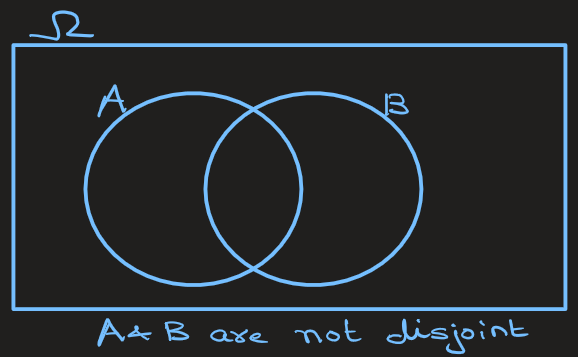 Ω
A B
A & B are not disjoint